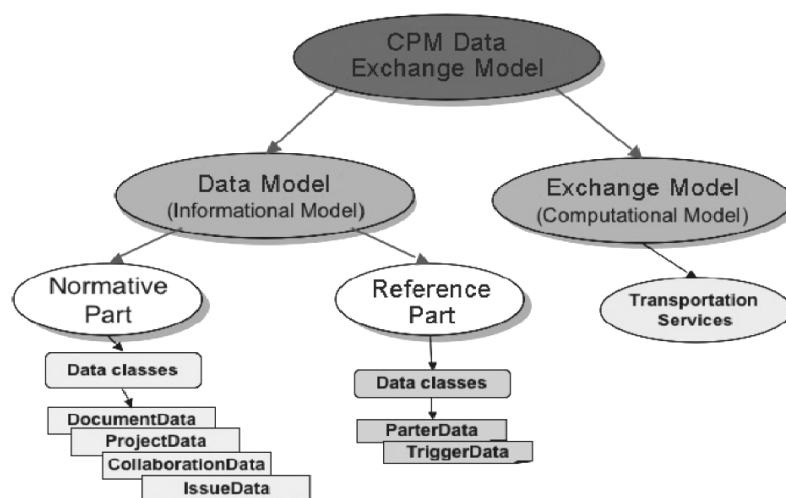 CPM Data
Exchange Model
Data Model
(Informational Model)
Exchange Model
(Computational Model)
Normative
Part
Reference
Part
Transportation
Services
Data classes
Data classes
DocumentData
ProjectData
CollaborationData
IssueData
ParterData
TriggerData